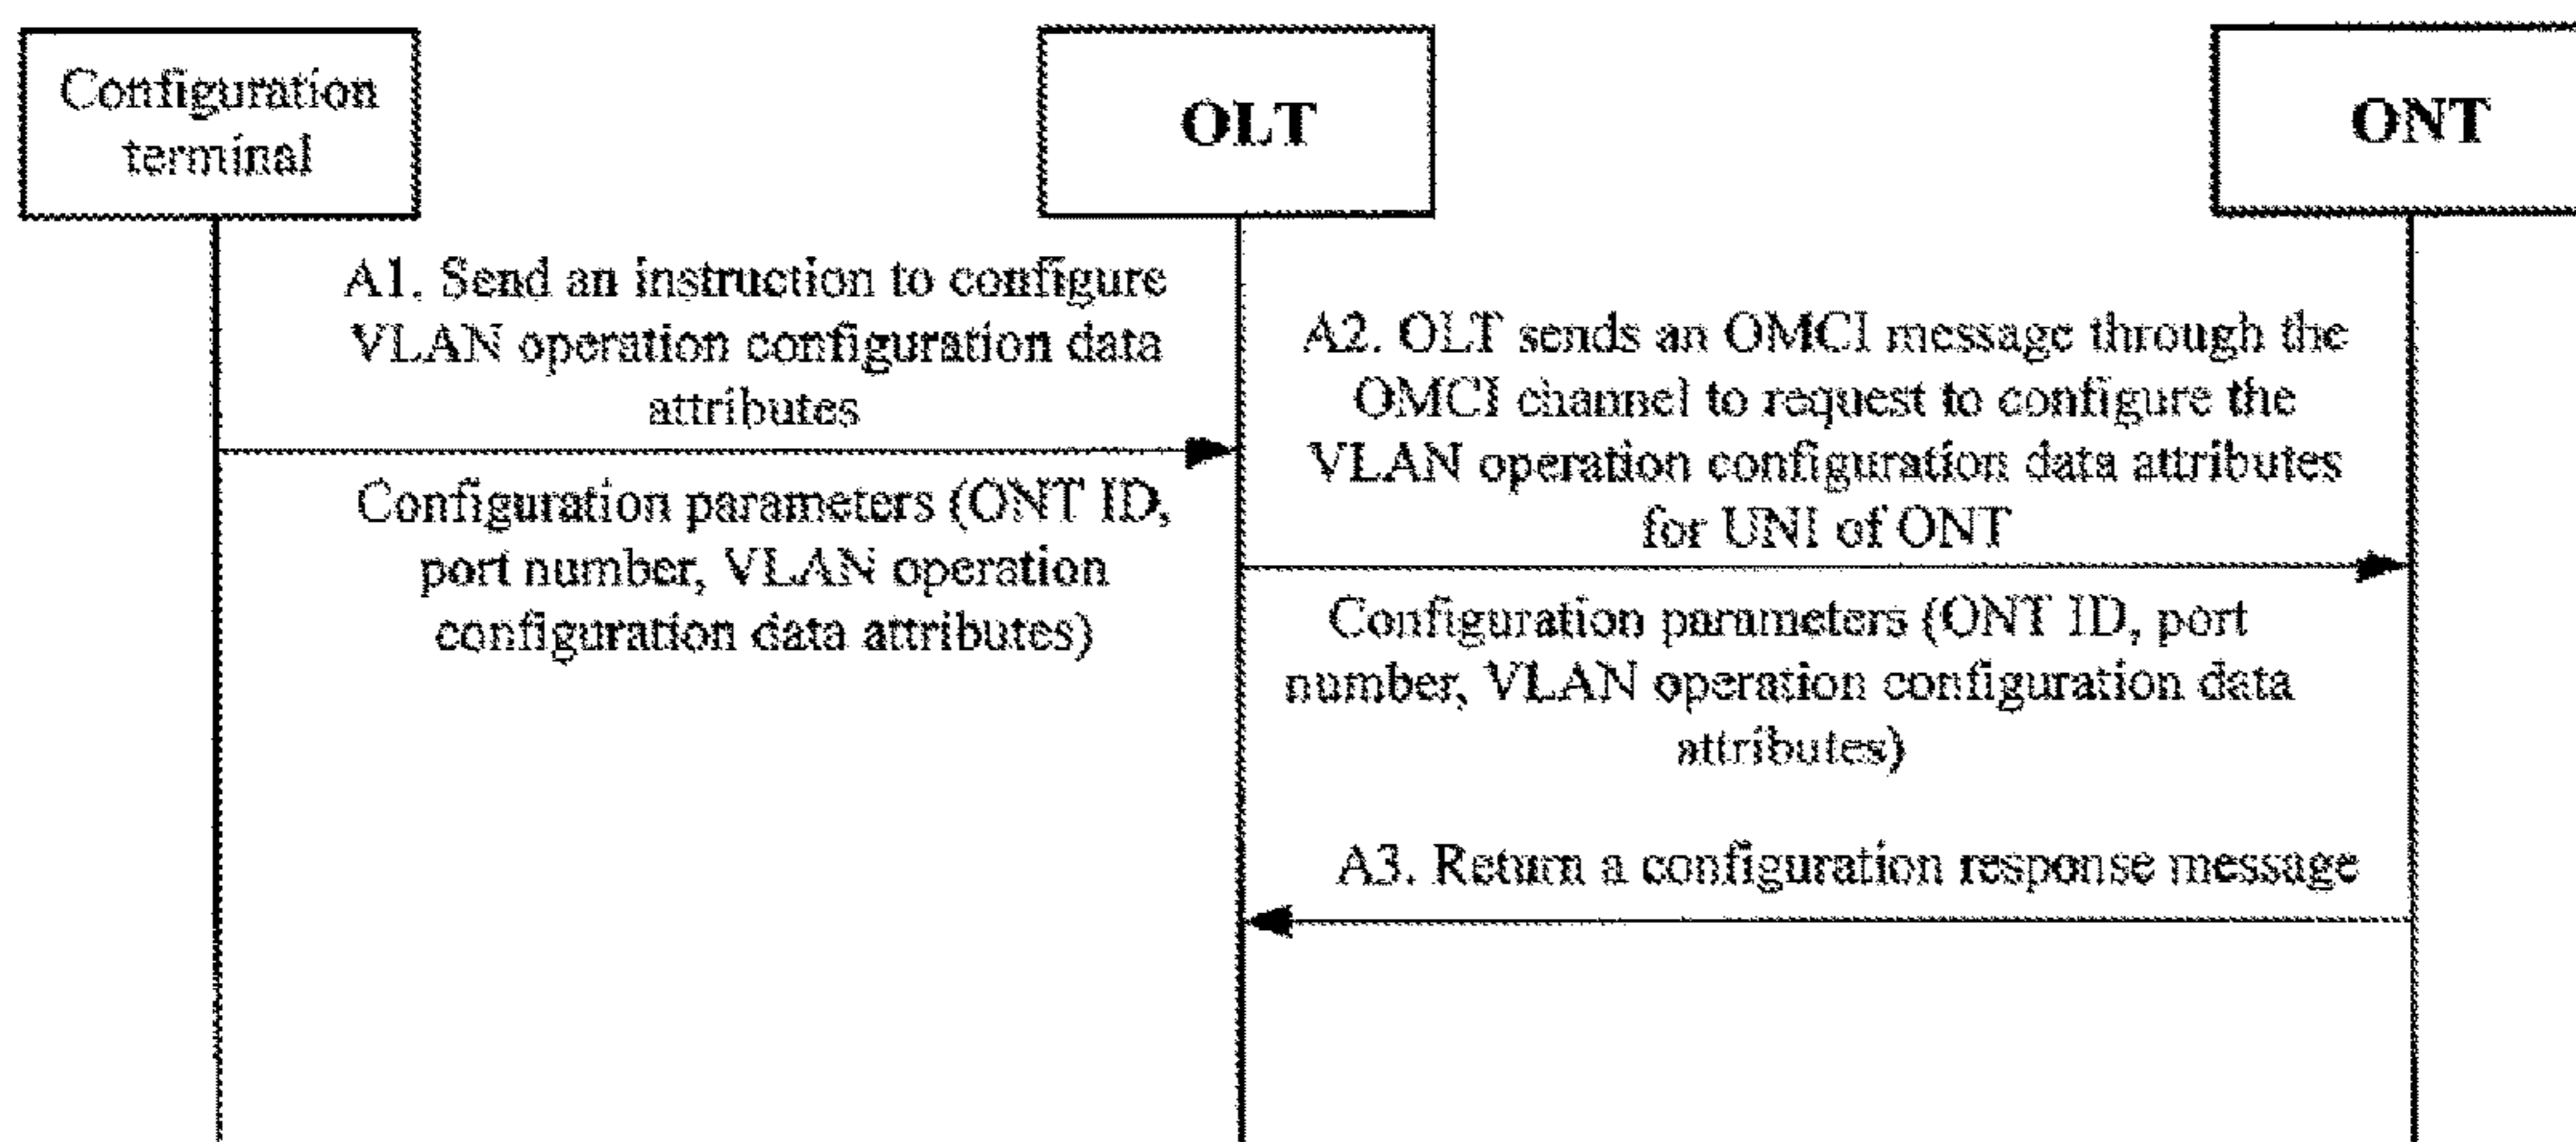 Configuration
terminal
OLT
ONT
A1. Send an instruction to configure
VLAN operation configuration data
attributes
Configuration parameters (ONT ID,
port number, VLAN operation
configuration data attributes)
A2. OLT sends an OMCI message through the
OMCI channel to request to configure the
VLAN operation configuration data attributes
for UNI of ONT
Configuration parameters (ONT ID, port
number, VLAN operation configuration data
attributes)
A3. Return a configuration response message